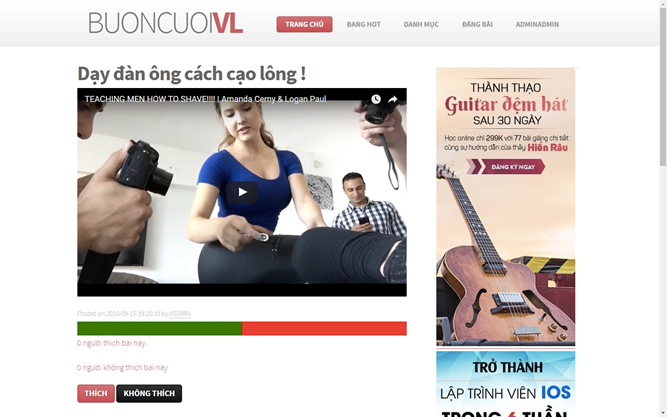 BUONCUOIVL
TRANG CHỦ
ĐANG HOT
DANH MỤC
ĐĂNG BÀI
ADMINADMIN
Dạy đàn ông cách cạo lông !
TEACHING MEN HOW TO SHAVE!!!! | Amanda Cerny & Logan Paul
Posted on 2016-09-15 19:20:10 by
0 người thích bài này.
0 người không thích bài này
THÍCH
KHÔNG THÍCH
THÀNH THẠO
Guitar đệm hát
SAU 30 NGÀY
Học online chỉ 299K với 77 bài giảng chi tiết
cùng sự hướng dẫn của thầy Hiển Râu
ĐĂNG KÝ NGAY
TRỞ THÀNH
LẬP TRÌNH VIÊN IOS
TRONG 6 TUẦN